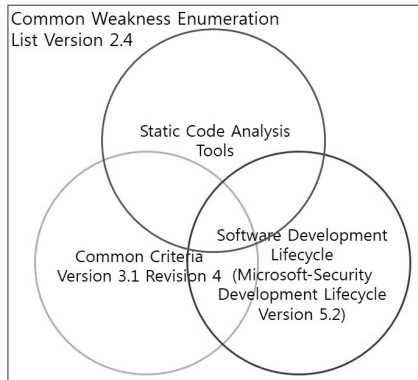 Common Weakness Enumeration
List Version 2.4
Static Code Analysis
Tools
Common Criteria
Version 3.1 Revision 4
Software Development
Lifecycle
(Microsoft-Security
Development Lifecycle
Version 5.2)